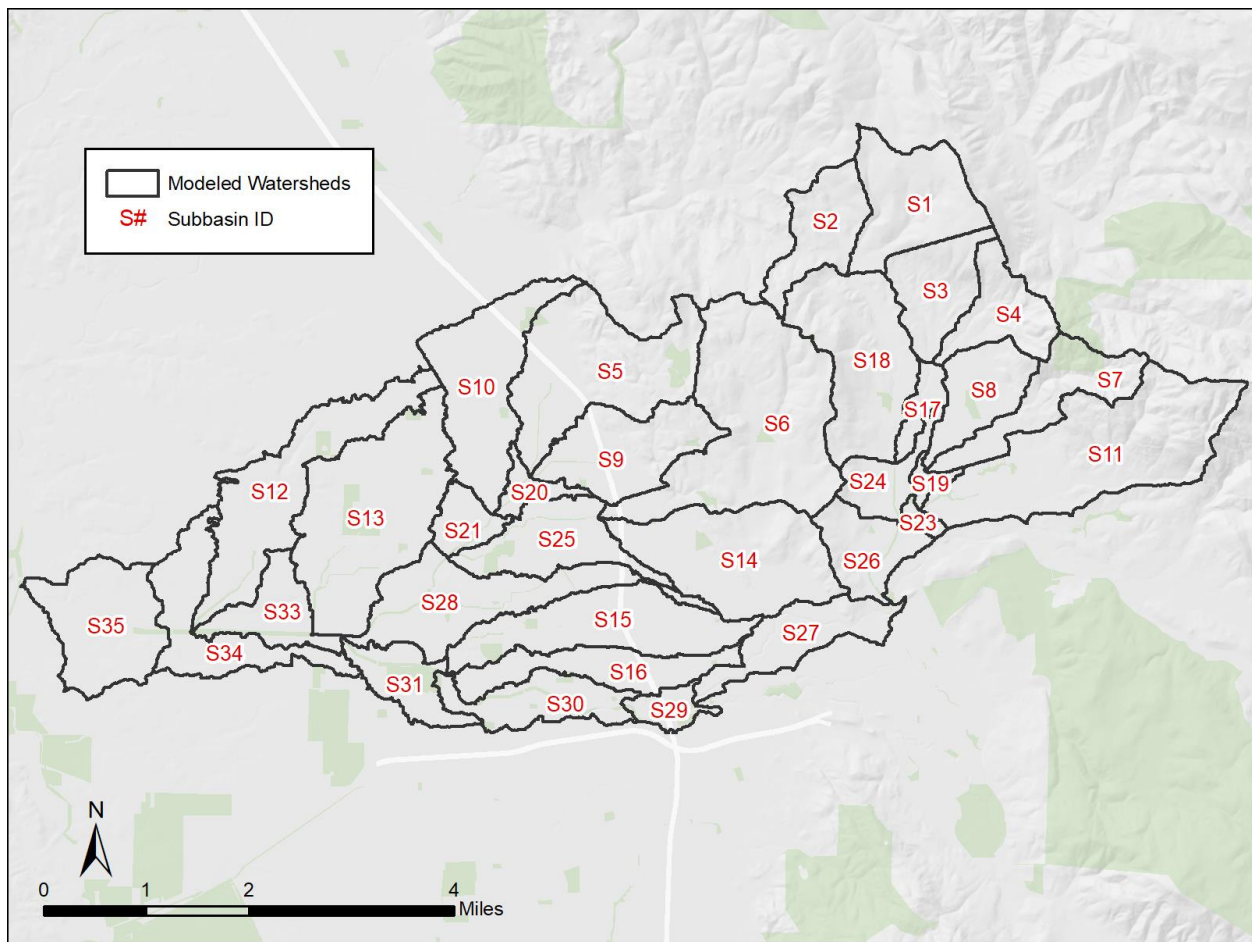 Modeled Watersheds
S# Subbasin ID
S1
S2
S3
S4
S5
S18
S7
S10
S8
S17
S6
S9
S11
S24
S19
S12
S20
S13
S23
S21
S25
S14
S26
S28
S33
S15
S35
S27
S34
S16
S31
S30
S29
N
0 1 2 4
Miles